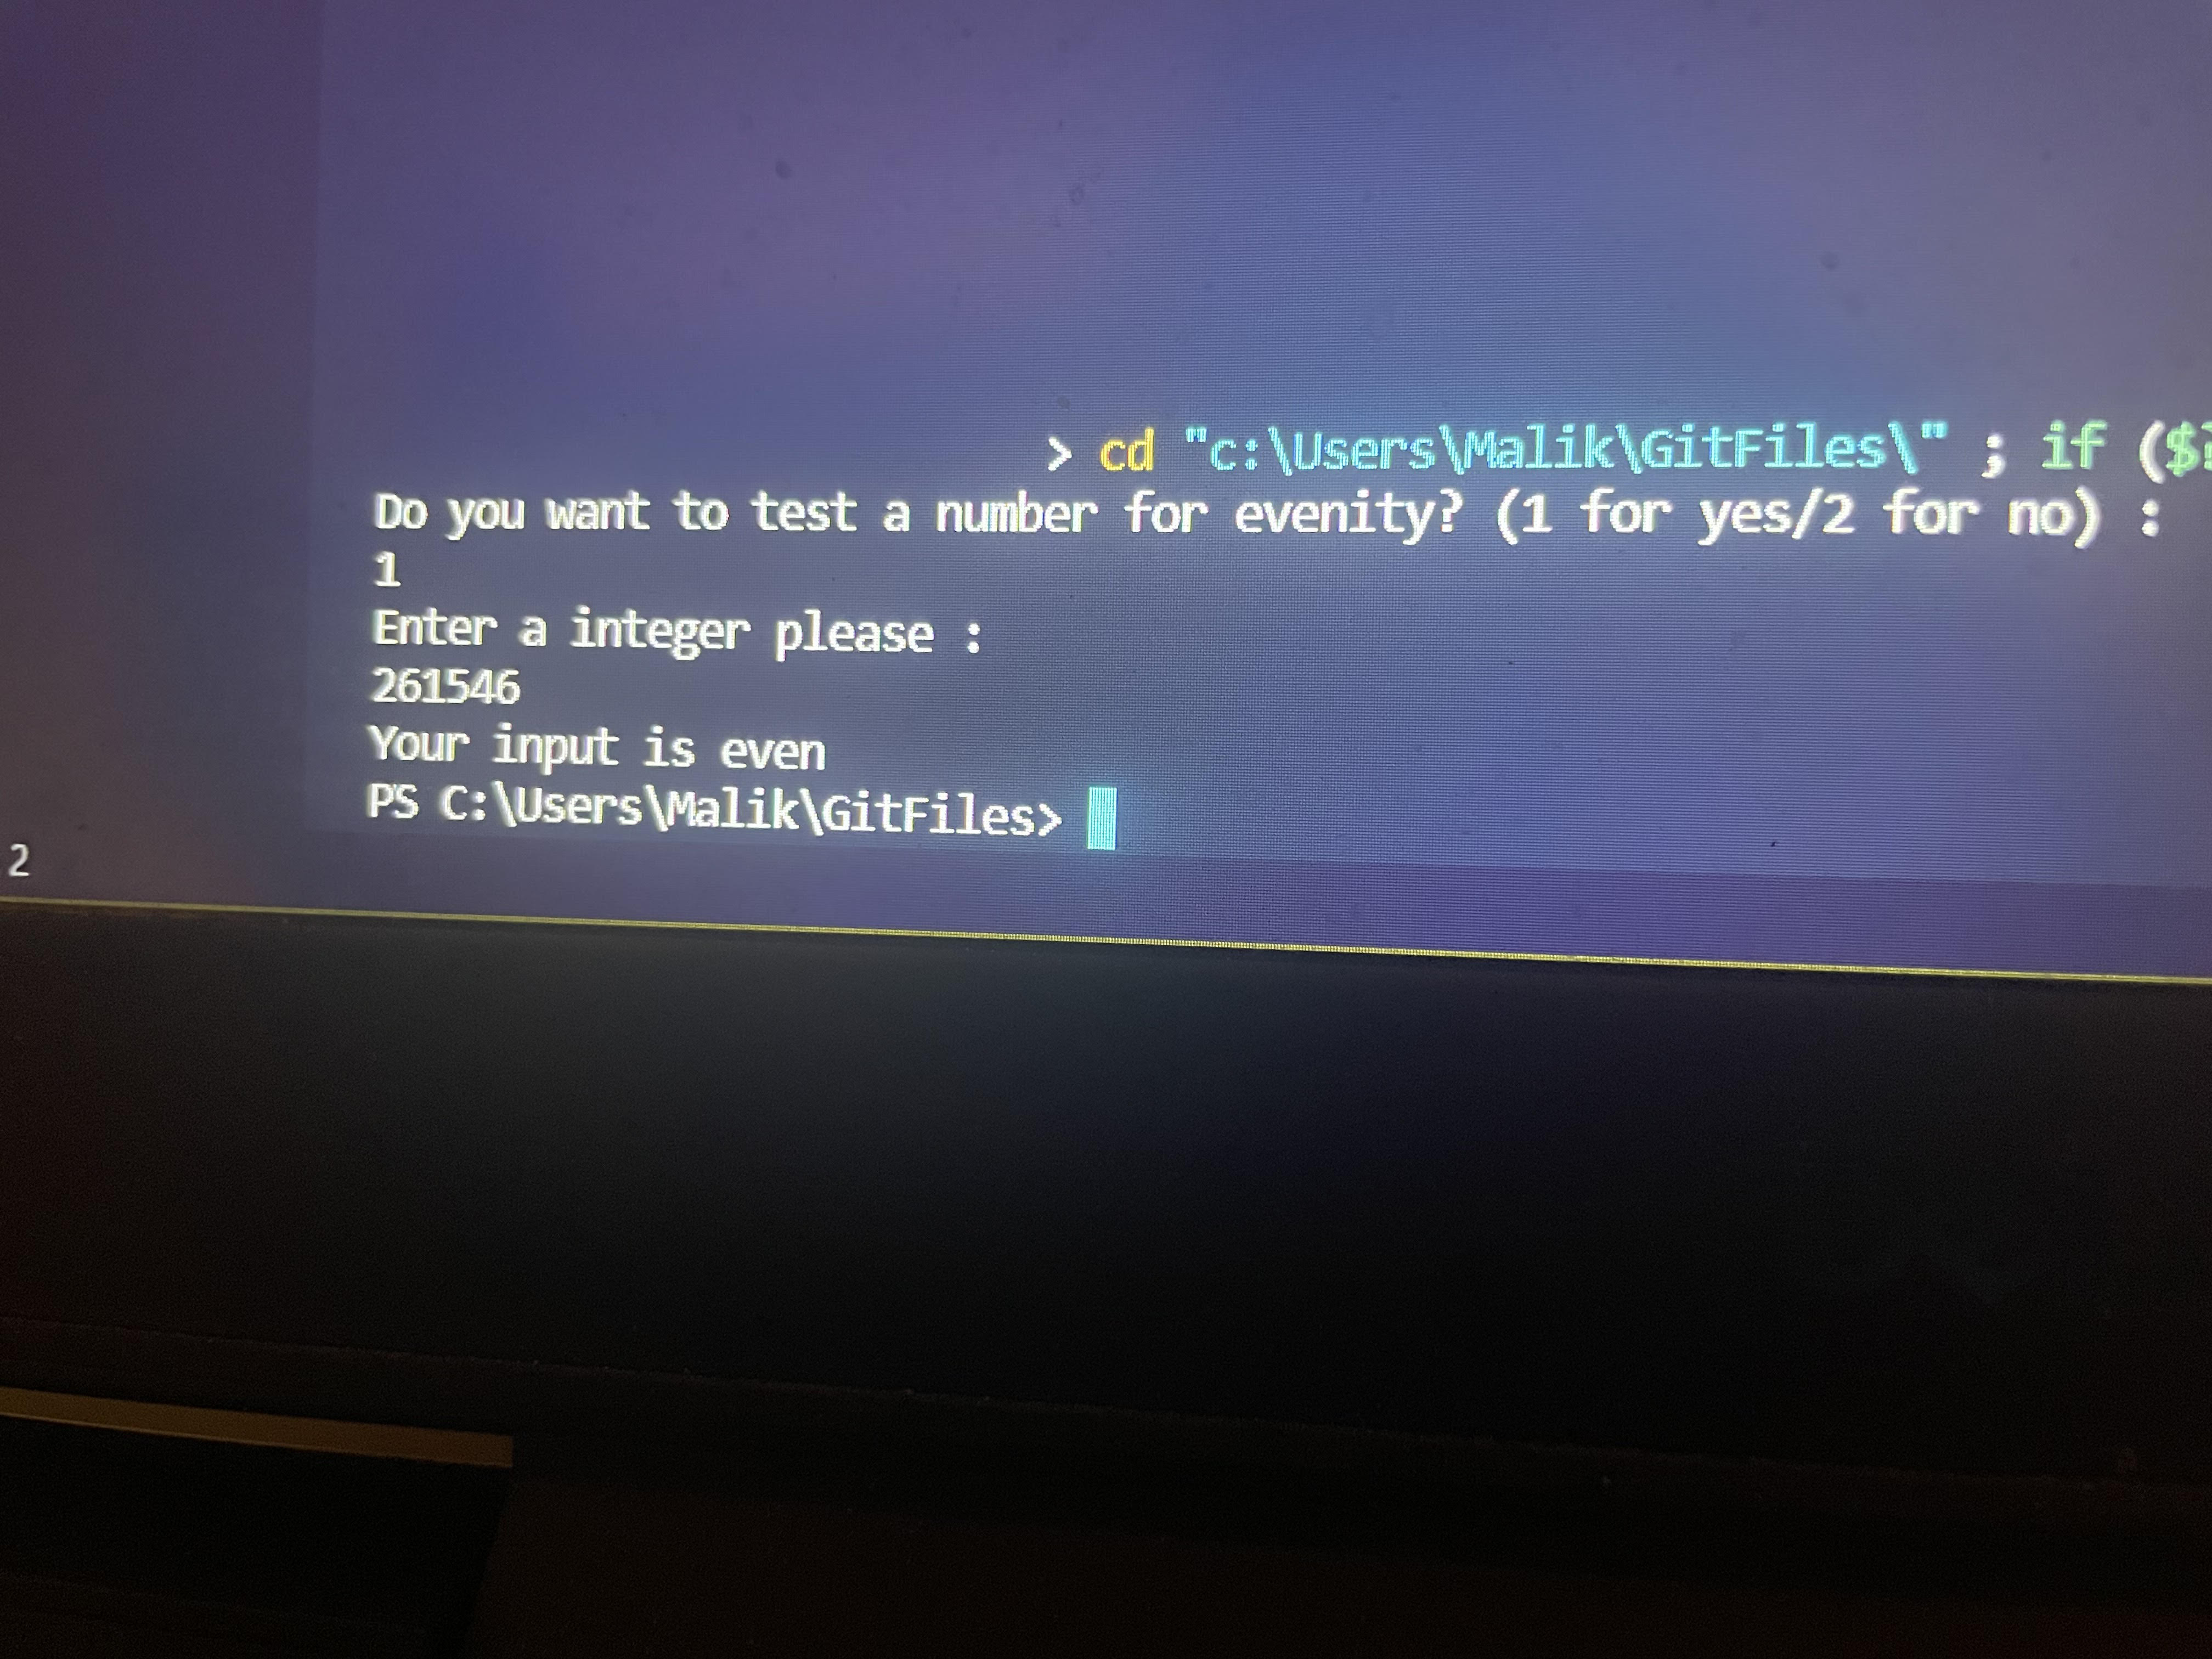 > cd "c:\Users\Malik\GitFiles\" ; if ($?
Do you want to test a number for evenity? (1 for yes/2 for no) :
1
Enter a integer please :
261546
Your input is even
PS C:\Users\Malik\GitFiles>
2